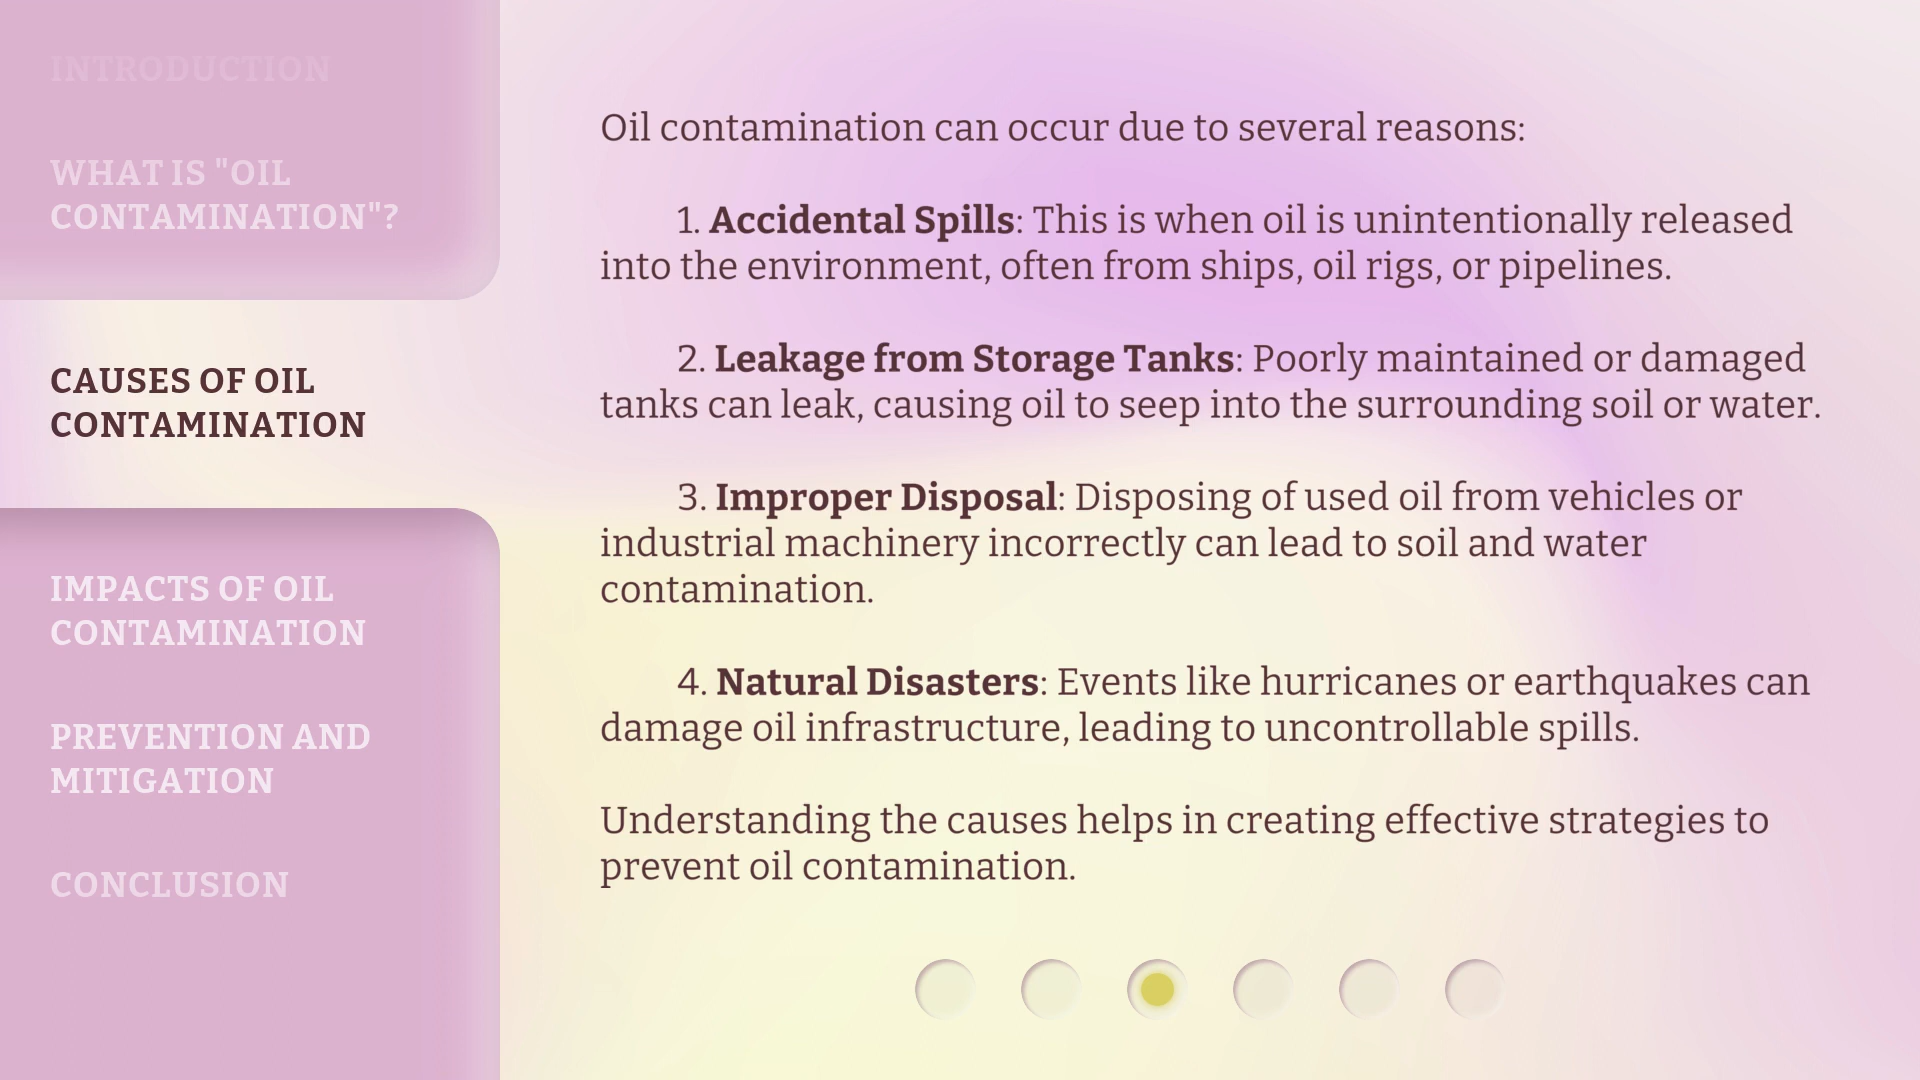 INTRODUCTION
WHAT IS "OIL
CONTAMINATION"?
CAUSES OF OIL
CONTAMINATION
IMPACTS OF OIL
CONTAMINATION
PREVENTION AND
MITIGATION
CONCLUSION
Oil contamination can occur due to several reasons:
1. Accidental Spills: This is when oil is unintentionally released
into the environment, often from ships, oil rigs, or pipelines.
2. Leakage from Storage Tanks: Poorly maintained or damaged
tanks can leak, causing oil to seep into the surrounding soil or water.
3. Improper Disposal: Disposing of used oil from vehicles or
industrial machinery incorrectly can lead to soil and water
contamination.
4. Natural Disasters: Events like hurricanes or earthquakes can
damage oil infrastructure, leading to uncontrollable spills.
Understanding the causes helps in creating effective strategies to
prevent oil contamination.